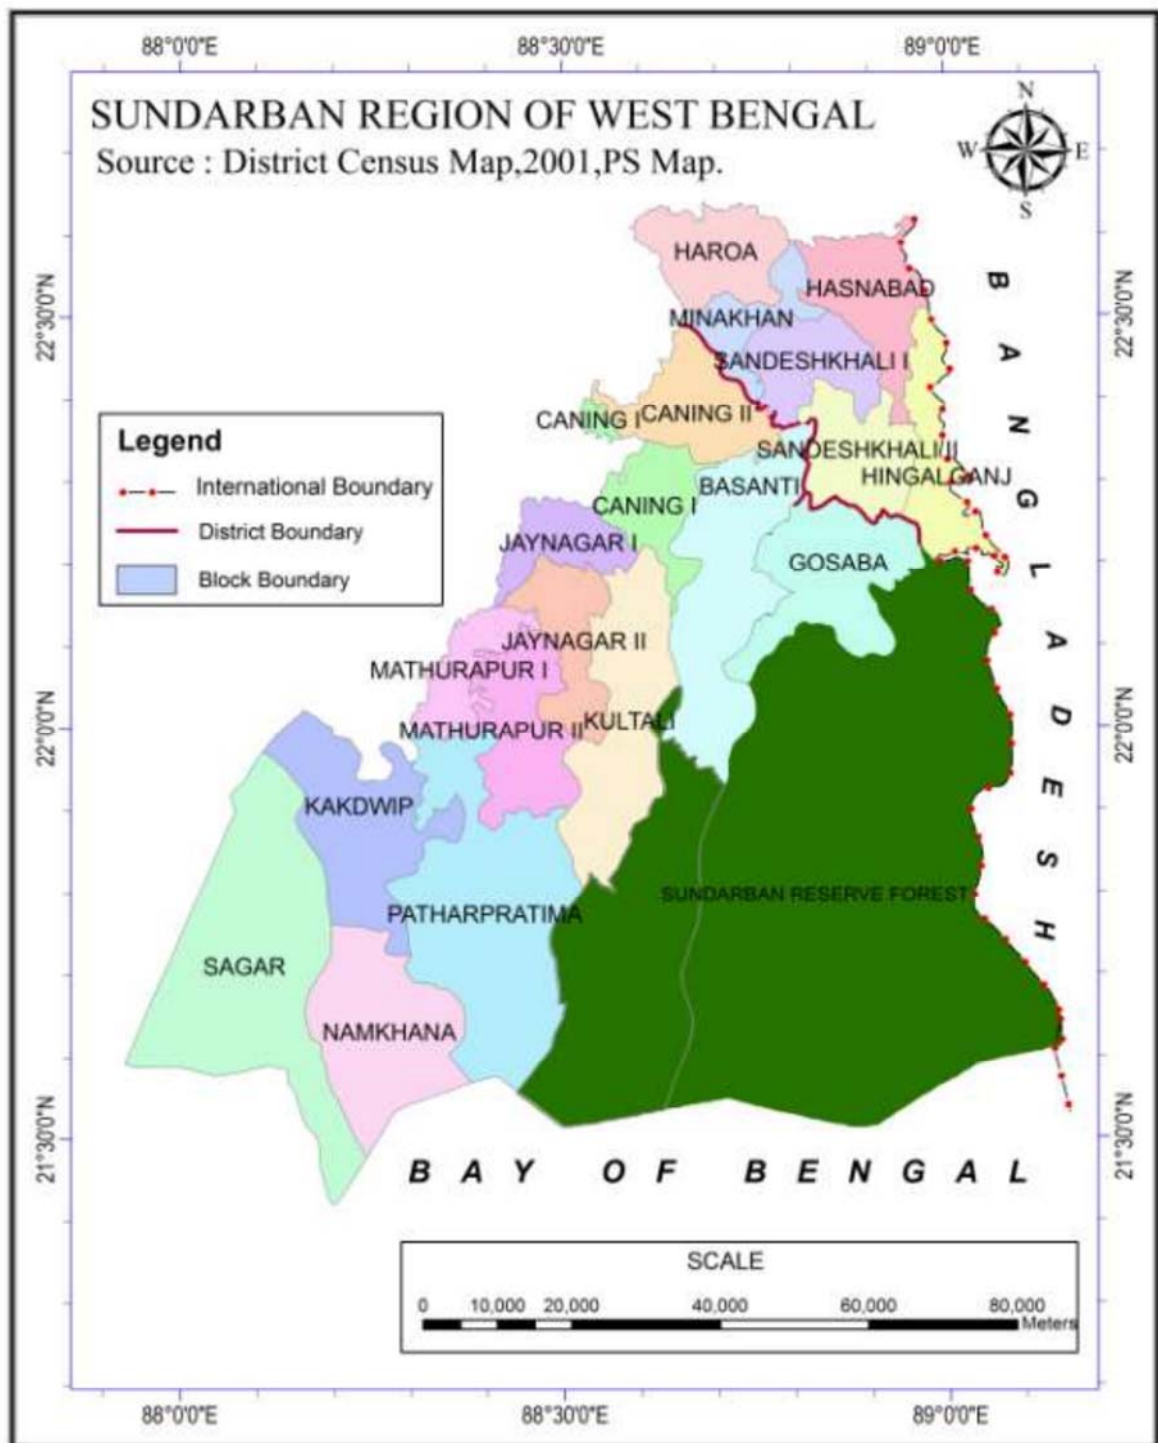 88°0'0"E 88°30'0"E 89°0'0"E
SUNDARBAN REGION OF WEST BENGAL
Source : District Census Map,2001,PS Map.
N
W E
S
22°30'0"N
22°0'0"N
21°30'0"N
22°30'0"N
22°0'0"N
21°30'0"N
HAROA
HASNABAD
MINAKHAN
SANDESHKHALI I
CANING I
CANING II
SANDESHKHALI II
HINGALGANJ
BASANTI
CANING I
JAYNAGAR I
GOSABA
JAYNAGAR II
MATHURAPUR I
KULTALI
MATHURAPUR II
KAKDWIP
SUNDARBAN RESERVE FOREST
PATHARPRATIMA
SAGAR
NAMKHANA
BANGLADESH
Legend
International Boundary
District Boundary
Block Boundary
BAY OF BENGAL
SCALE
0 10,000 20,000 40,000 60,000 80,000
Meters
88°0'0"E 88°30'0"E 89°0'0"E